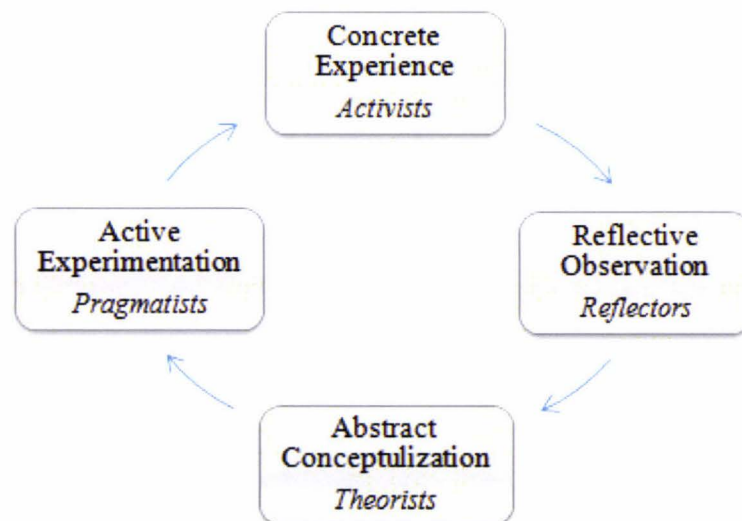 Concrete
Experience
Activists
Reflective
Observation
Reflectors
Abstract
Conceptulization
Theorists
Active
Experimentation
Pragmatists